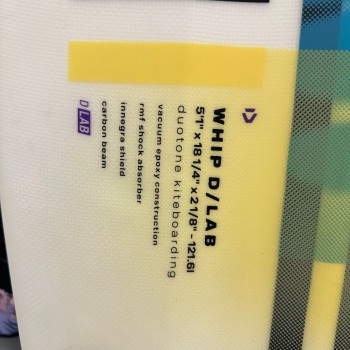 WHIP D/LAB
5'1" x 18 1/4" x 2 1/8" - 121.6l
duotone kiteboarding
vacuum epoxy construction
rmf shock absorber
innegra shield
carbon beam
D LAB